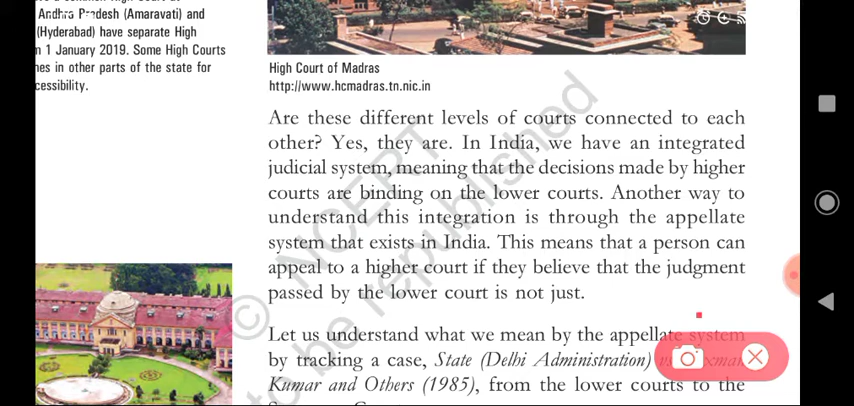 Andhra Pradesh (Amaravati) and
(Hyderabad) have separate High
n 1 January 2019. Some High Courts
hes in other parts of the state for
cessibility.
High Court of Madras
http://www.hcmadras.tn.nic.in
Are these different levels of courts connected to each
other? Yes, they are. In India, we have an integrated
judicial system, meaning that the decisions made by higher
courts are binding on the lower courts. Another way to
understand this integration is through the appellate
system that exists in India. This means that a person can
appeal to a higher court if they believe that the judgment
passed by the lower court is not just.
Let us understand what we mean by the appellate system
by tracking a case, State (Delhi Administration)
Kumar and Others (1985), from the lower courts to the
© NCERT
to be republished